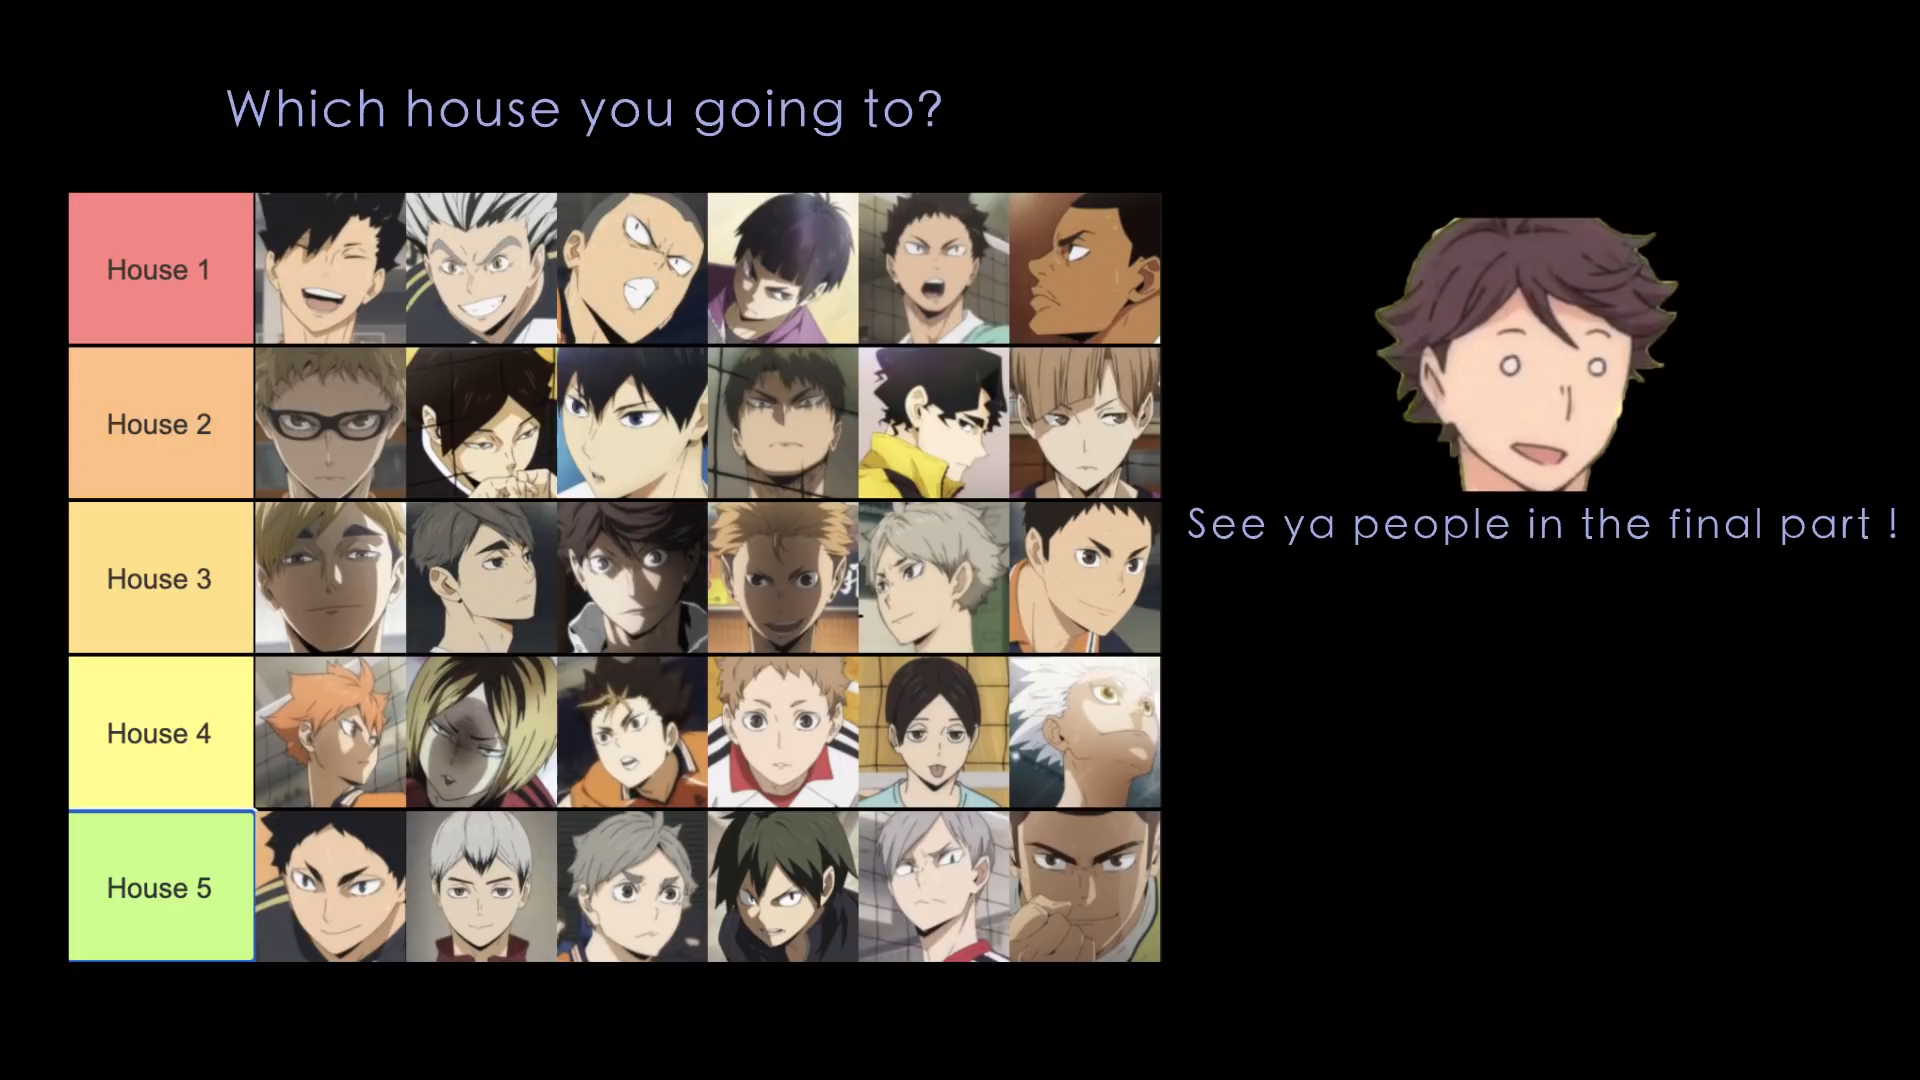 Which house you going to?
House 1
House 2
House 3
House 4
House 5
See ya people in the final part !